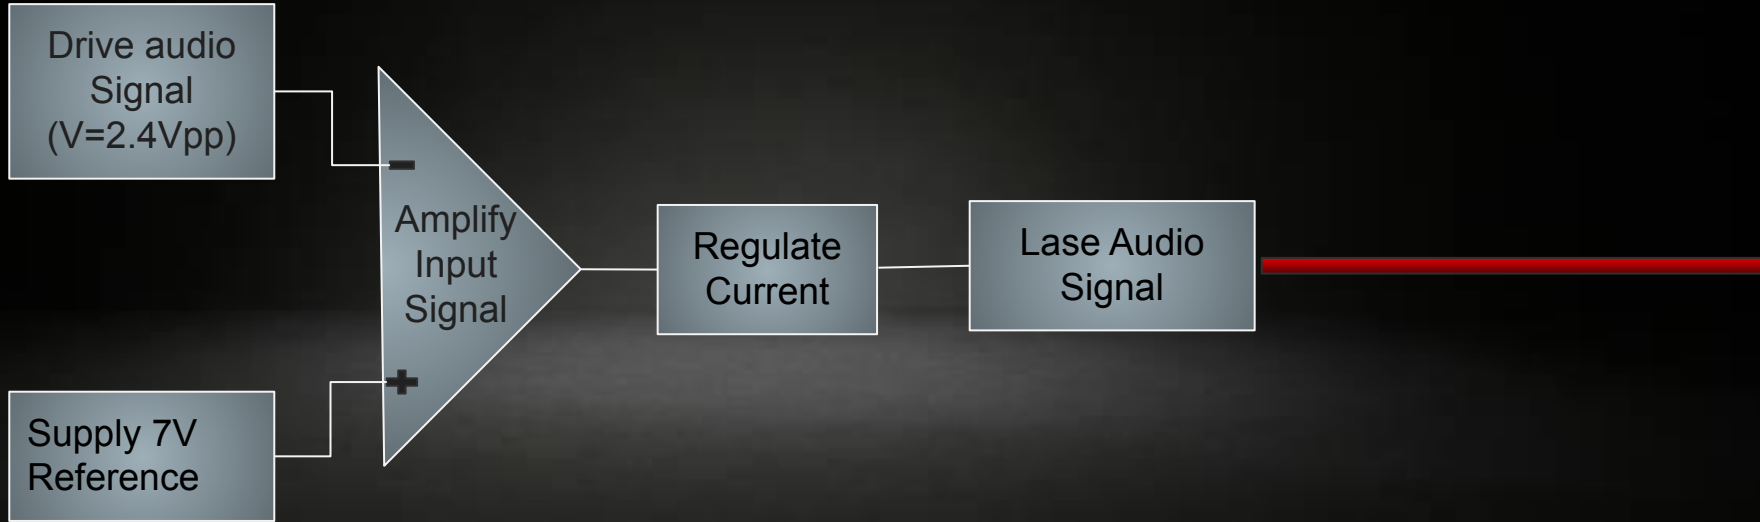 Drive audio
Signal
(V=2.4Vpp)
-
Amplify
Input
Signal
+
Supply 7V
Reference
Regulate
Current
Lase Audio
Signal